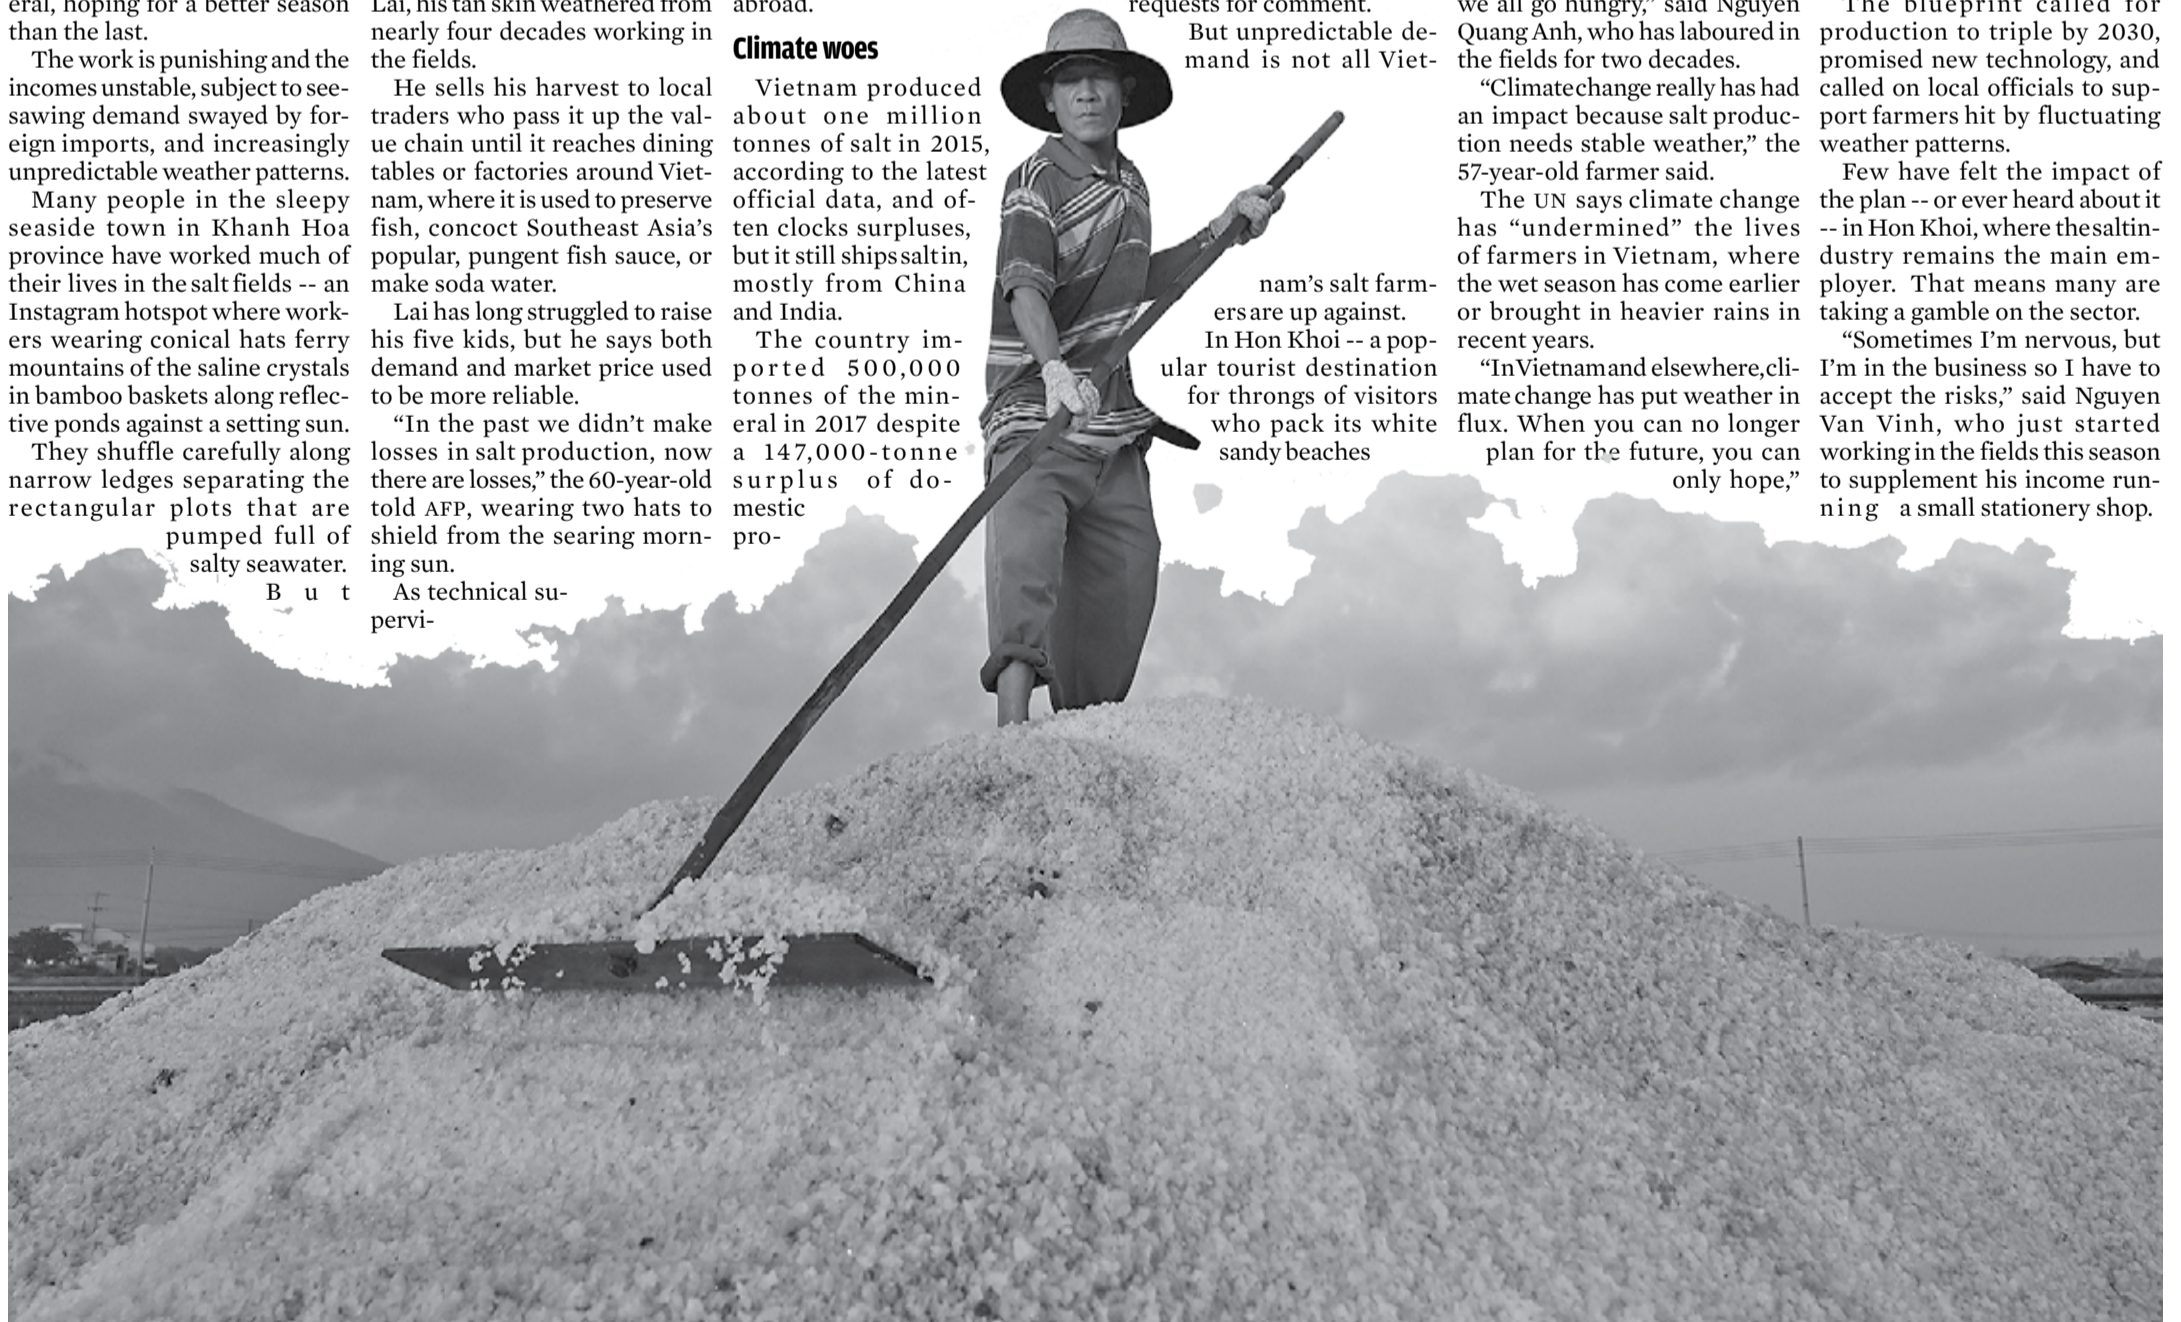 eral, hoping for a better season
than the last.
The work is punishing and the
incomes unstable, subject to see-
sawing demand swayed by for-
eign imports, and increasingly
unpredictable weather patterns.
Many people in the sleepy
seaside town in Khanh Hoa
province have worked much of
their lives in the salt fields -- an
Instagram hotspot where work-
ers wearing conical hats ferry
mountains of the saline crystals
in bamboo baskets along reflec-
tive ponds against a setting sun.
They shuffle carefully along
narrow ledges separating the
rectangular plots that are
pumped full of
salty seawater.
But
Lai, his tan skin weathered from
nearly four decades working in
the fields.
He sells his harvest to local
traders who pass it up the val-
ue chain until it reaches dining
tables or factories around Viet-
nam, where it is used to preserve
fish, concoct Southeast Asia's
popular, pungent fish sauce, or
make soda water.
Lai has long struggled to raise
his five kids, but he says both
demand and market price used
to be more reliable.
“In the past we didn't make
losses in salt production, now
there are losses,” the 60-year-old
told AFP, wearing two hats to
shield from the searing morn-
ing sun.
As technical su-
pervi-
abroad.
Climate woes
Vietnam produced
about one million
tonnes of salt in 2015,
according to the latest
official data, and of-
ten clocks surpluses,
but it still ships salt in,
mostly from China
and India.
The country im-
ported 500,000
tonnes of the min-
eral in 2017 despite
a 147,000-tonne
surplus of do-
mestic
pro-
requests for comment.
But unpredictable de-
mand is not all Viet-
nam's salt farm-
ers are up against.
In Hon Khoi -- a pop-
ular tourist destination
for throngs of visitors
who pack its white
sandy beaches
we all go hungry,” said Nguyen
Quang Anh, who has laboured in
the fields for two decades.
“Climate change really has had
an impact because salt produc-
tion needs stable weather,” the
57-year-old farmer said.
The UN says climate change
has “undermined” the lives
of farmers in Vietnam, where
the wet season has come earlier
or brought in heavier rains in
recent years.
“In Vietnam and elsewhere, cli-
mate change has put weather in
flux. When you can no longer
plan for the future, you can
only hope,”
The blueprint called for
production to triple by 2030,
promised new technology, and
called on local officials to sup-
port farmers hit by fluctuating
weather patterns.
Few have felt the impact of
the plan -- or ever heard about it
-- in Hon Khoi, where the salt in-
dustry remains the main em-
ployer. That means many are
taking a gamble on the sector.
“Sometimes I'm nervous, but
I'm in the business so I have to
accept the risks,” said Nguyen
Van Vinh, who just started
working in the fields this season
to supplement his income run-
ning a small stationery shop.